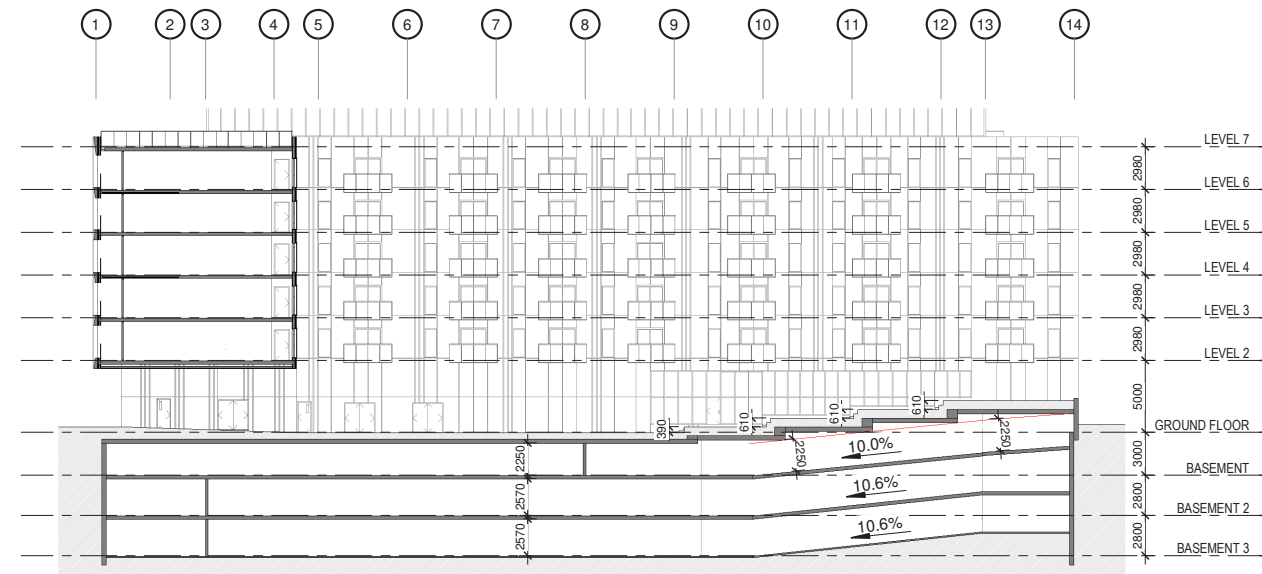 1 2 3 4 5 6 7 8 9 10 11 12 13 14
LEVEL 7
2980
LEVEL 6
2980
LEVEL 5
2980
LEVEL 4
2980
LEVEL 3
2980
LEVEL 2
5000
390 610 610 610
GROUND FLOOR
2250 2250 10.0% 2250 3000
BASEMENT
2570 10.6% 2800
BASEMENT 2
2570 10.6% 2800
BASEMENT 3